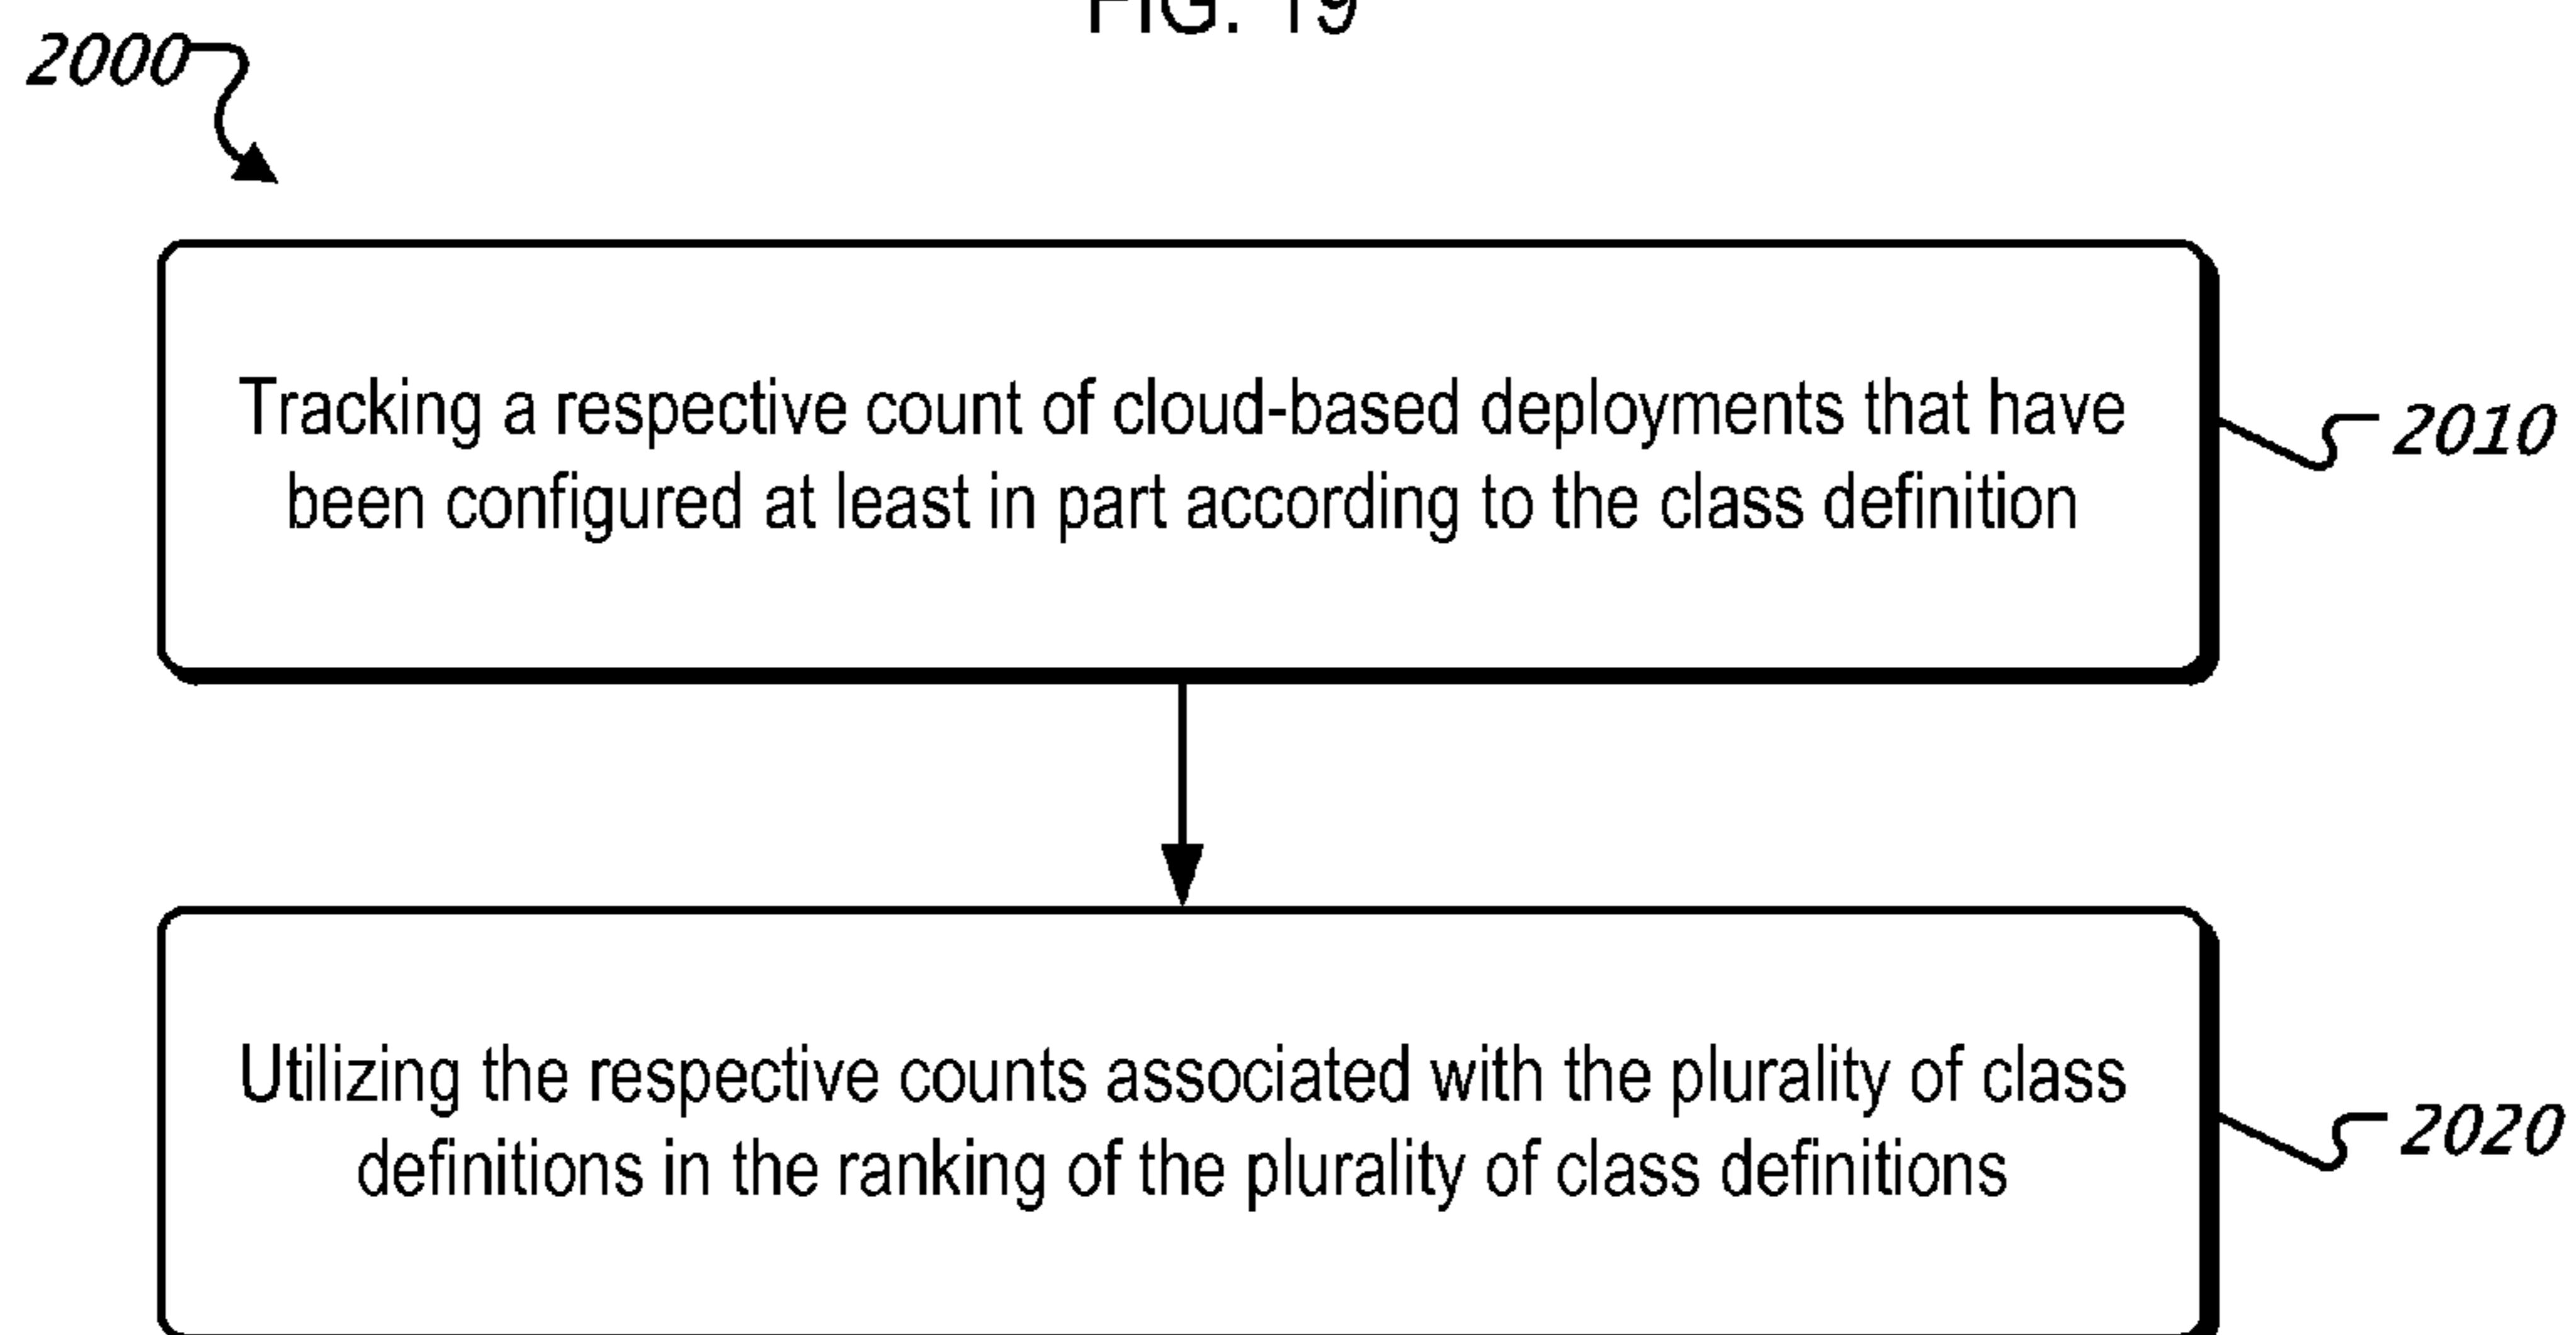 FIG. 19
2000
Tracking a respective count of cloud-based deployments that have
been configured at least in part according to the class definition
2010
Utilizing the respective counts associated with the plurality of class
definitions in the ranking of the plurality of class definitions
2020